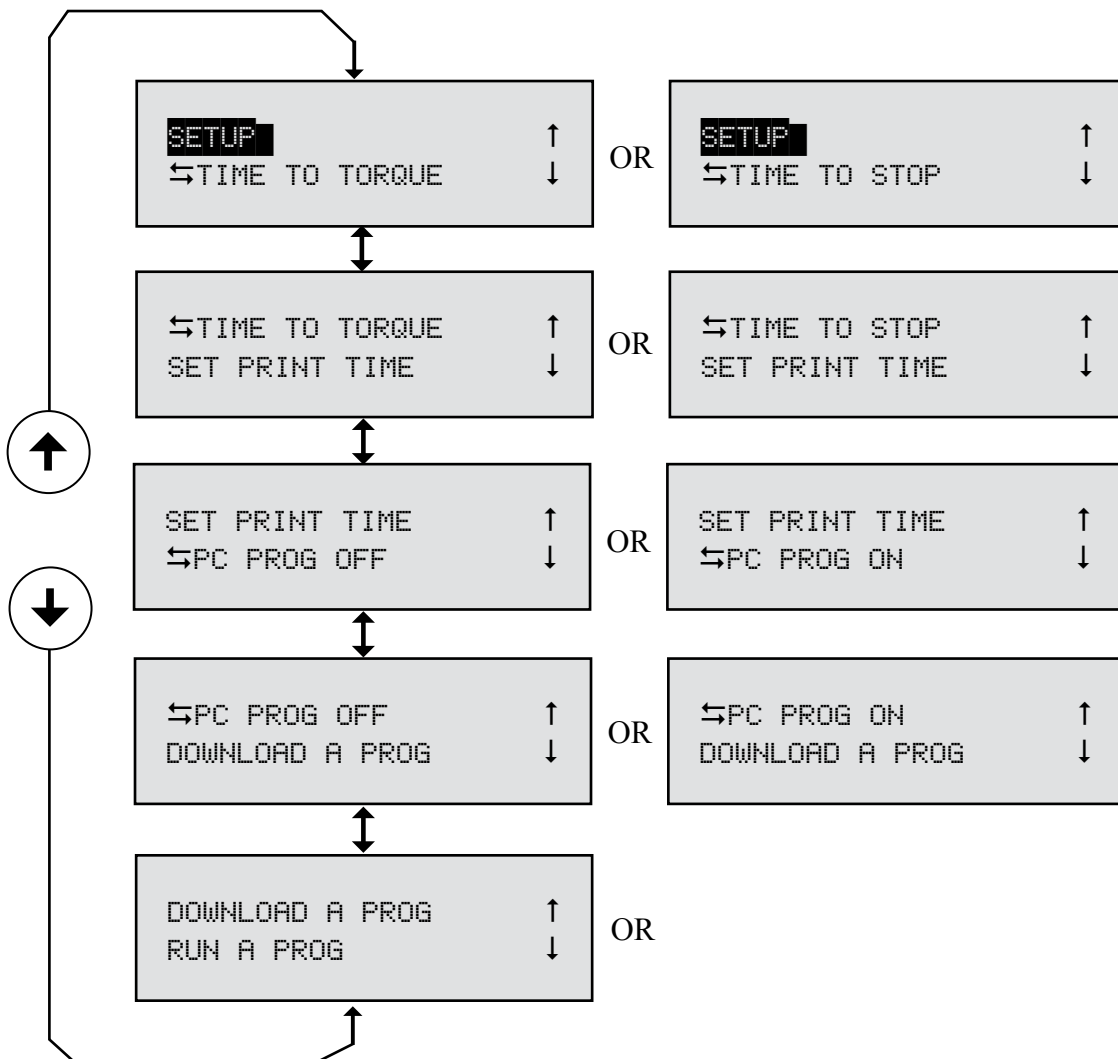 SETUP ↑
⇆TIME TO TORQUE ↓
OR
SETUP ↑
⇆TIME TO STOP ↓
⇆TIME TO TORQUE ↑
SET PRINT TIME ↓
OR
⇆TIME TO STOP ↑
SET PRINT TIME ↓
SET PRINT TIME ↑
⇆PC PROG OFF ↓
OR
SET PRINT TIME ↑
⇆PC PROG ON ↓
⇆PC PROG OFF ↑
DOWNLOAD A PROG ↓
OR
⇆PC PROG ON ↑
DOWNLOAD A PROG ↓
DOWNLOAD A PROG ↑
RUN A PROG ↓
OR